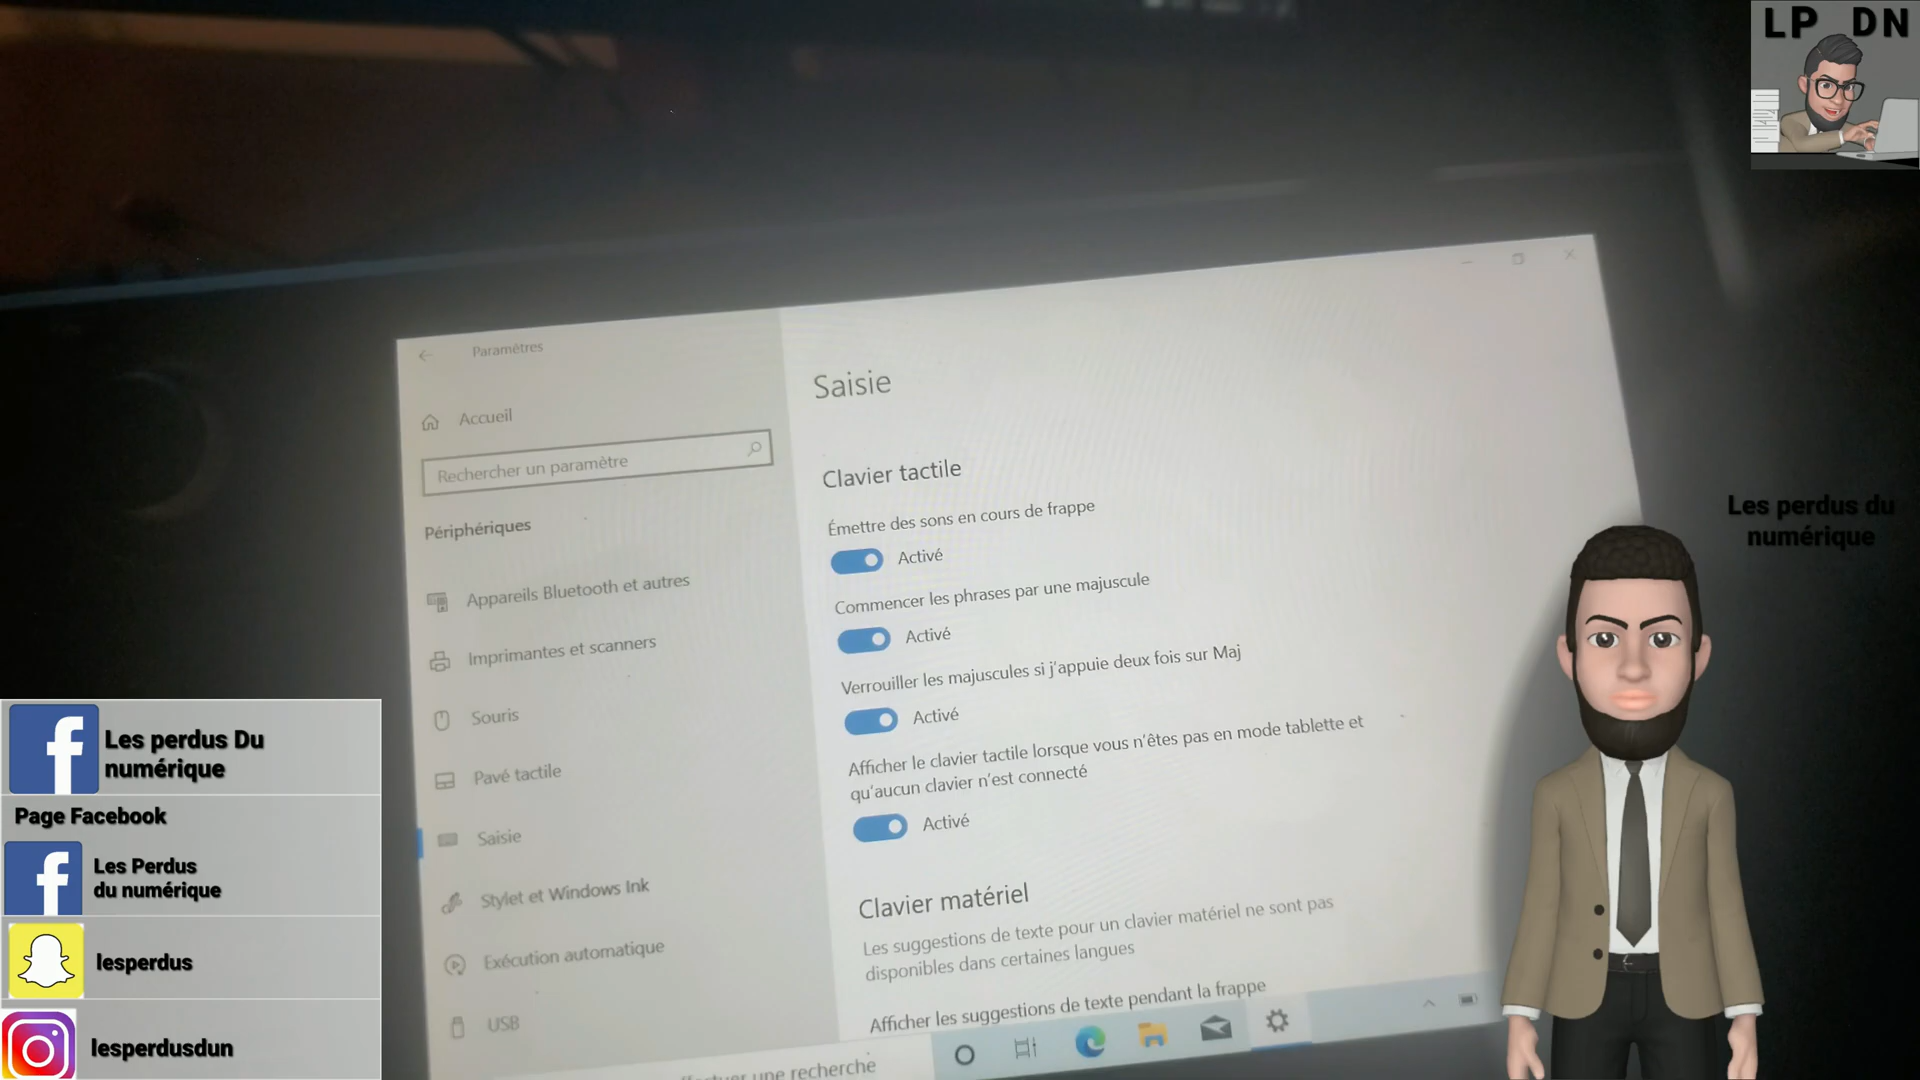 LP DN
Paramètres
Accueil
Rechercher un paramètre
Périphériques
Appareils Bluetooth et autres
Imprimantes et scanners
Souris
Pavé tactile
Saisie
Stylet et Windows Ink
Exécution automatique
USB
Saisie
Clavier tactile
Émettre des sons en cours de frappe
Activé
Commencer les phrases par une majuscule
Activé
Verrouiller les majuscules si j'appuie deux fois sur Maj
Activé
Afficher le clavier tactile lorsque vous n'êtes pas en mode tablette et
qu'aucun clavier n'est connecté
Activé
Clavier matériel
Les suggestions de texte pour un clavier matériel ne sont pas
disponibles dans certaines langues
Afficher les suggestions de texte pendant la frappe
une recherche
Les perdus du
numérique
Les perdus Du
numérique
Page Facebook
Les Perdus
du numérique
lesperdus
lesperdusdun